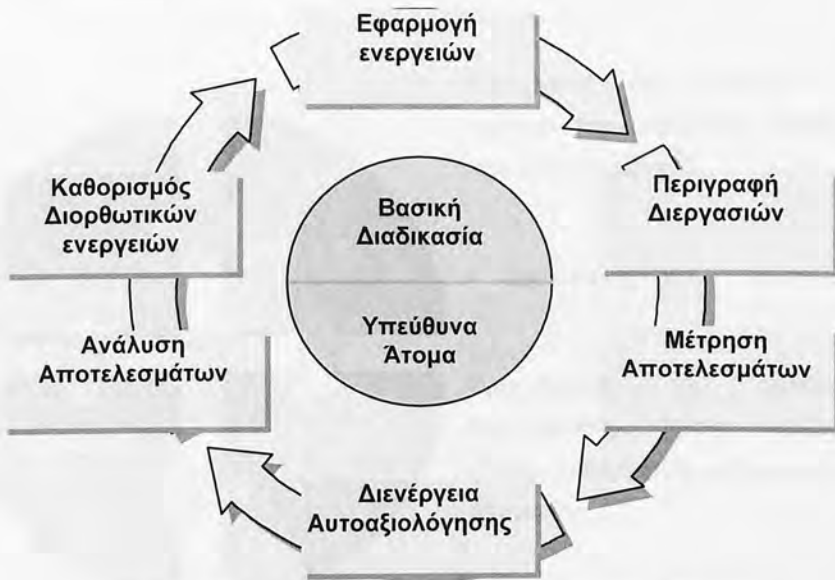 Εφαρμογή
ενεργειών
Περιγραφή
Διεργασιών
Μέτρηση
Αποτελεσμάτων
Διενέργεια
Αυτοαξιολόγησης
Ανάλυση
Αποτελεσμάτων
Καθορισμός
Διορθωτικών
ενεργειών
Βασική
Διαδικασία
Υπεύθυνα
Άτομα